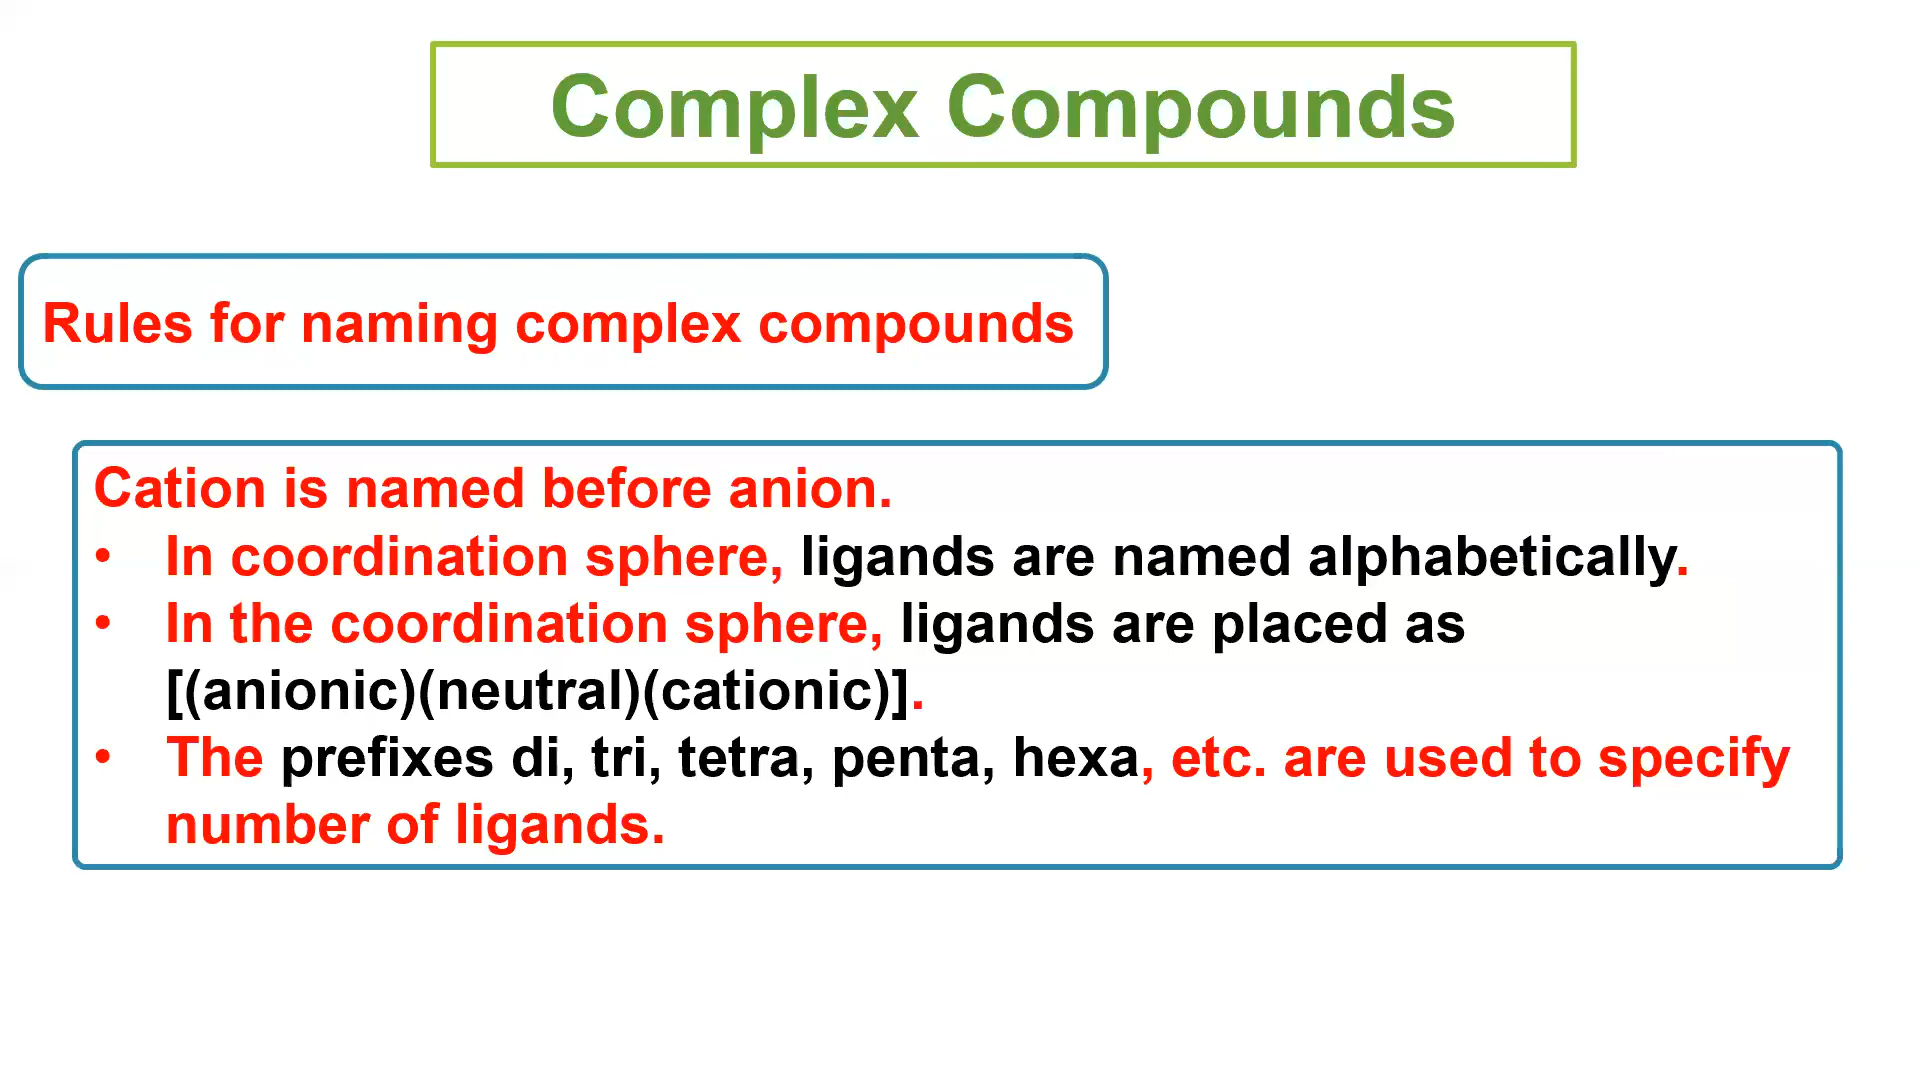 Complex Compounds
Rules for naming complex compounds
Cation is named before anion.
• In coordination sphere, ligands are named alphabetically.
• In the coordination sphere, ligands are placed as
[(anionic)(neutral)(cationic)].
• The prefixes di, tri, tetra, penta, hexa, etc. are used to specify
number of ligands.